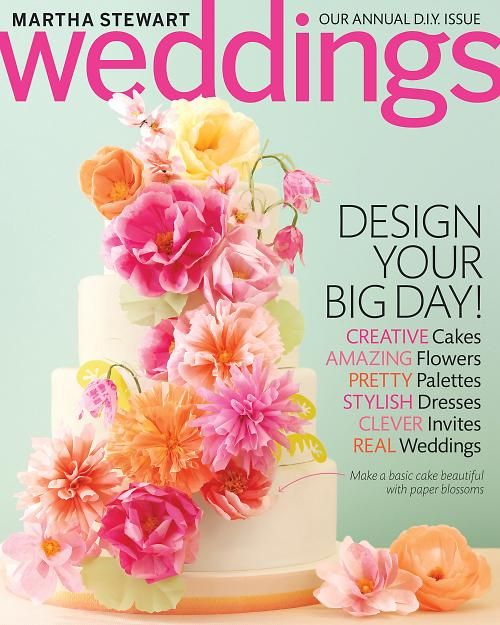 MARTHA STEWART
OUR ANNUAL D.I.Y. ISSUE
weddings
DESIGN
YOUR
BIG DAY!
CREATIVE Cakes
AMAZING Flowers
PRETTY Palettes
STYLISH Dresses
CLEVER Invites
REAL Weddings
Make a basic cake beautiful
with paper blossoms